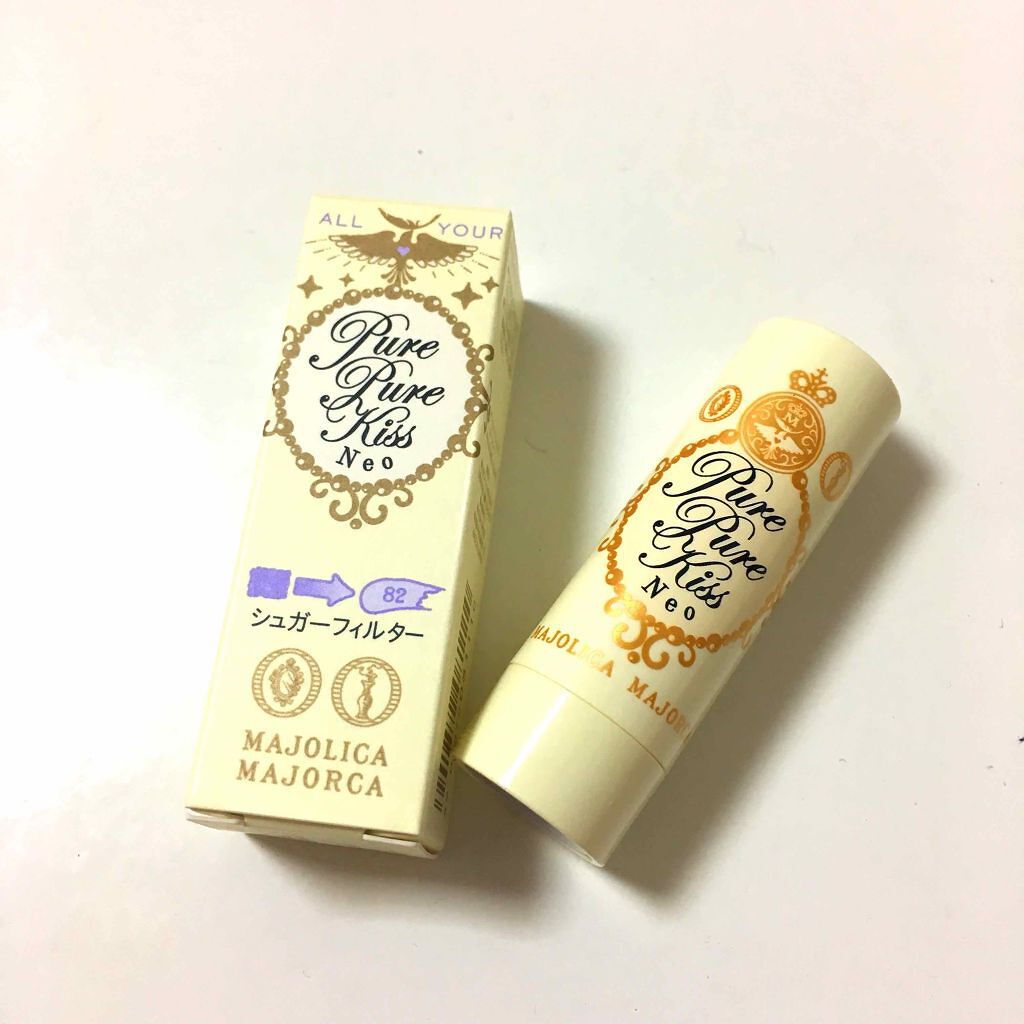 ALL YOUR
Pure
Pure
Kiss
Neo
82
シュガーフィルター
MAJOLICA
MAJORCA
M
Pure
Pure
Kiss
Neo
MAJOLICA MAJORC